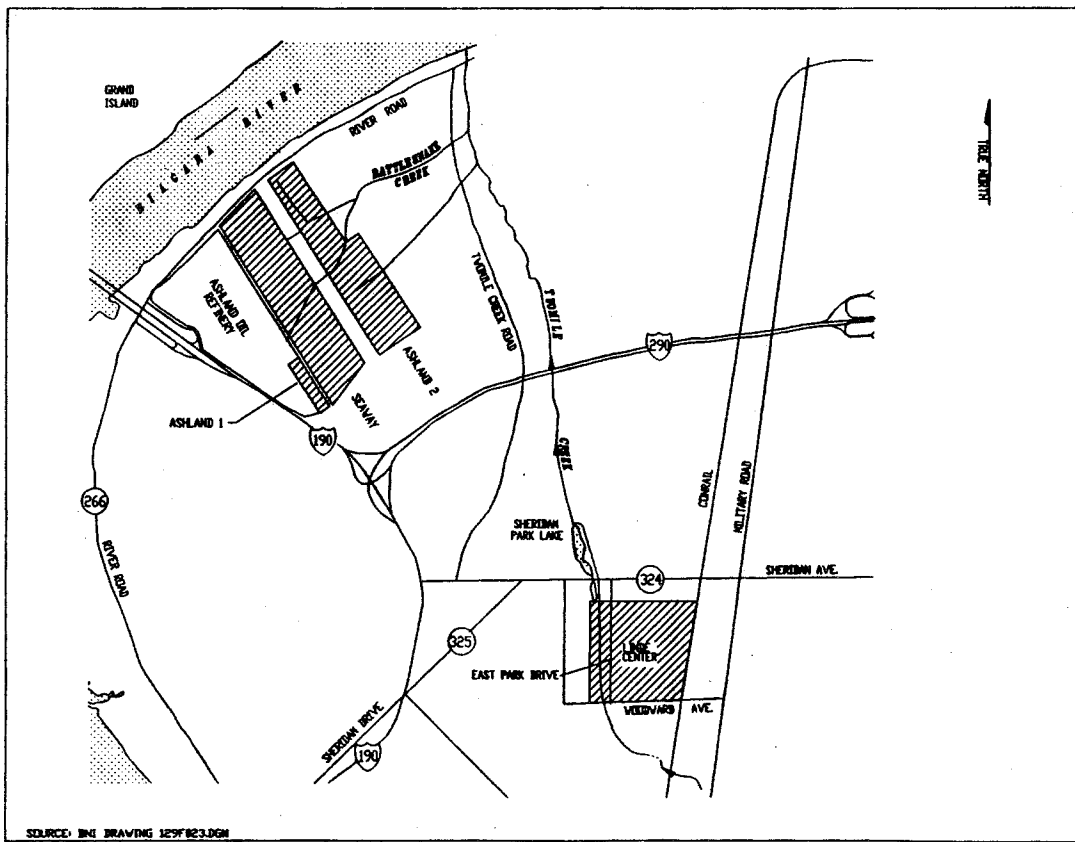 GRAND
ISLAND
NIAGARA RIVER
RIVER ROAD
RATTLESNAKE
CREEK
TRUE NORTH
ASHLAND OIL
REFINERY
TWOMILE CREEK ROAD
TWOMILE
CREEK
290
ASHLAND 2
SEAWAY
ASHLAND 1
190
266
RIVER ROAD
CONRAIL
MILITARY ROAD
SHERIDAN
PARK LAKE
324
SHERIDAN AVE.
325
LINDE
CENTER
EAST PARK DRIVE
WOODWARD AVE.
SHERIDAN DRIVE
190
SOURCE: BNI DRAWING 129F023.DGN